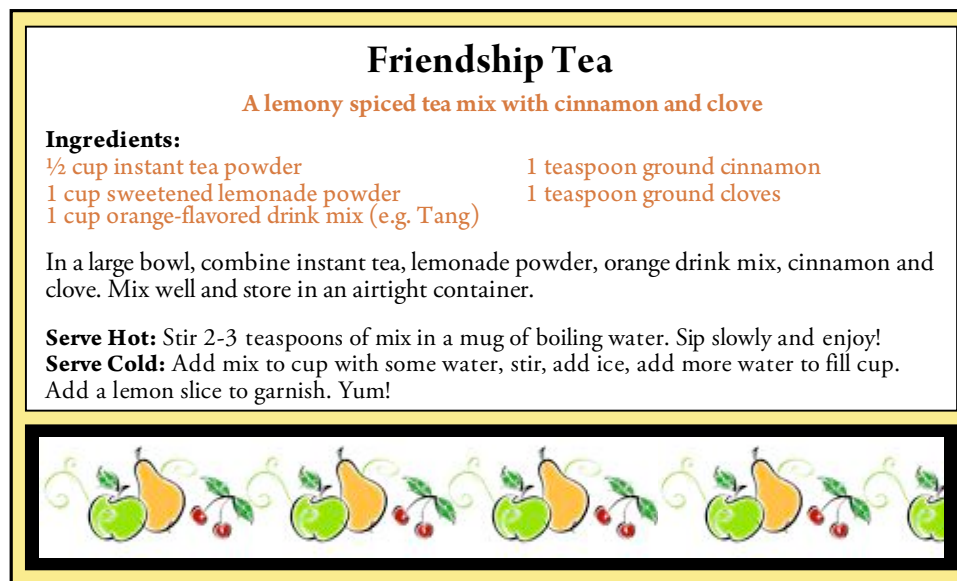 Friendship Tea
A lemony spiced tea mix with cinnamon and clove
Ingredients:
½ cup instant tea powder
1 cup sweetened lemonade powder
1 cup orange-flavored drink mix (e.g. Tang)
1 teaspoon ground cinnamon
1 teaspoon ground cloves
In a large bowl, combine instant tea, lemonade powder, orange drink mix, cinnamon and
clove. Mix well and store in an airtight container.
Serve Hot: Stir 2-3 teaspoons of mix in a mug of boiling water. Sip slowly and enjoy!
Serve Cold: Add mix to cup with some water, stir, add ice, add more water to fill cup.
Add a lemon slice to garnish. Yum!